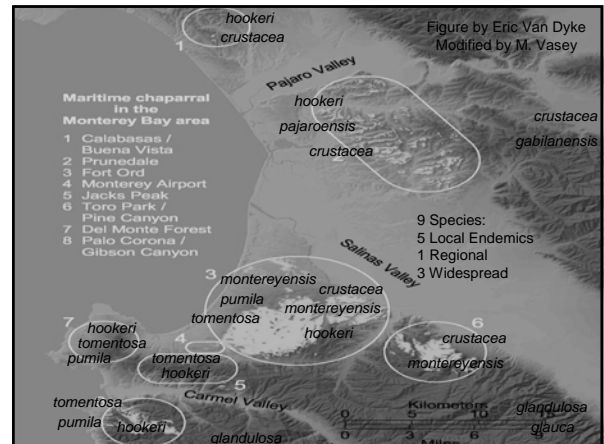 hookeri
crustacea
1
Figure by Eric Van Dyke
Modified by M. Vasey
Pajaro Valley
Maritime chaparral
in the
Monterey Bay area
1 Calabasas /
Buena Vista
2 Prunedale
3 Fort Ord
4 Monterey Airport
5 Jacks Peak
6 Toro Park /
Pine Canyon
7 Del Monte Forest
8 Palo Corona /
Gibson Canyon
hookeri
pajaroensis
crustacea
crustacea
gabilanensis
9 Species:
5 Local Endemics
1 Regional
3 Widespread
Salinas Valley
3
montereyensis
crustacea
pumila
montereyensis
tomentosa
hookeri
7
hookeri
tomentosa
pumila
4
tomentosa
hookeri
5
6
crustacea
montereyensis
Carmel Valley
tomentosa
pumila
hookeri
glandulosa
Kilometers
0 5 10 15
glandulosa
glauca